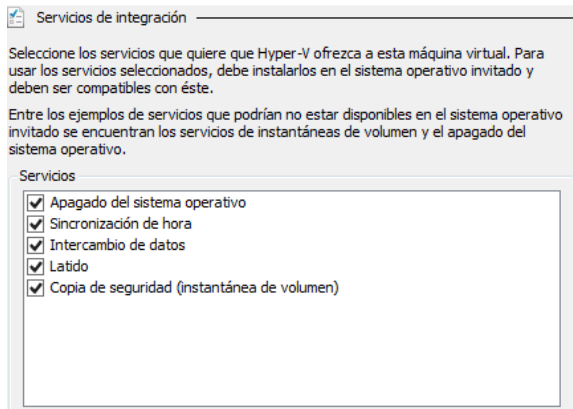 Servicios de integración
Seleccione los servicios que quiere que Hyper-V ofrezca a esta máquina virtual. Para
usar los servicios seleccionados, debe instalarlos en el sistema operativo invitado y
deben ser compatibles con éste.
Entre los ejemplos de servicios que podrían no estar disponibles en el sistema operativo
invitado se encuentran los servicios de instantáneas de volumen y el apagado del
sistema operativo.
Servicios
Apagado del sistema operativo
Sincronización de hora
Intercambio de datos
Latido
Copia de seguridad (instantánea de volumen)